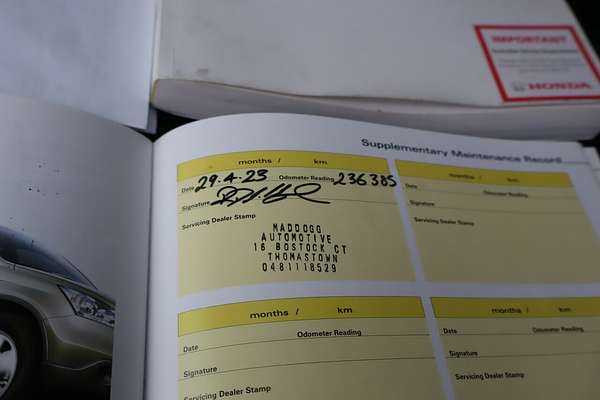 IMPORTANT
HONDA
Supplementary Maintenance Record
months / km
Date 29.4.23 Odometer Reading 236385
Signature
Servicing Dealer Stamp
MADDOGG
AUTOMOTIVE
16 BOSTOCK CT
THOMASTOWN
0481118529
months / km
Date Odometer Reading
Signature
Servicing Dealer Stamp
months / km
Odometer Reading
Date
Signature
Servicing Dealer Stamp
months / km
Date Odometer Reading
Signature
Servicing Dealer Stamp